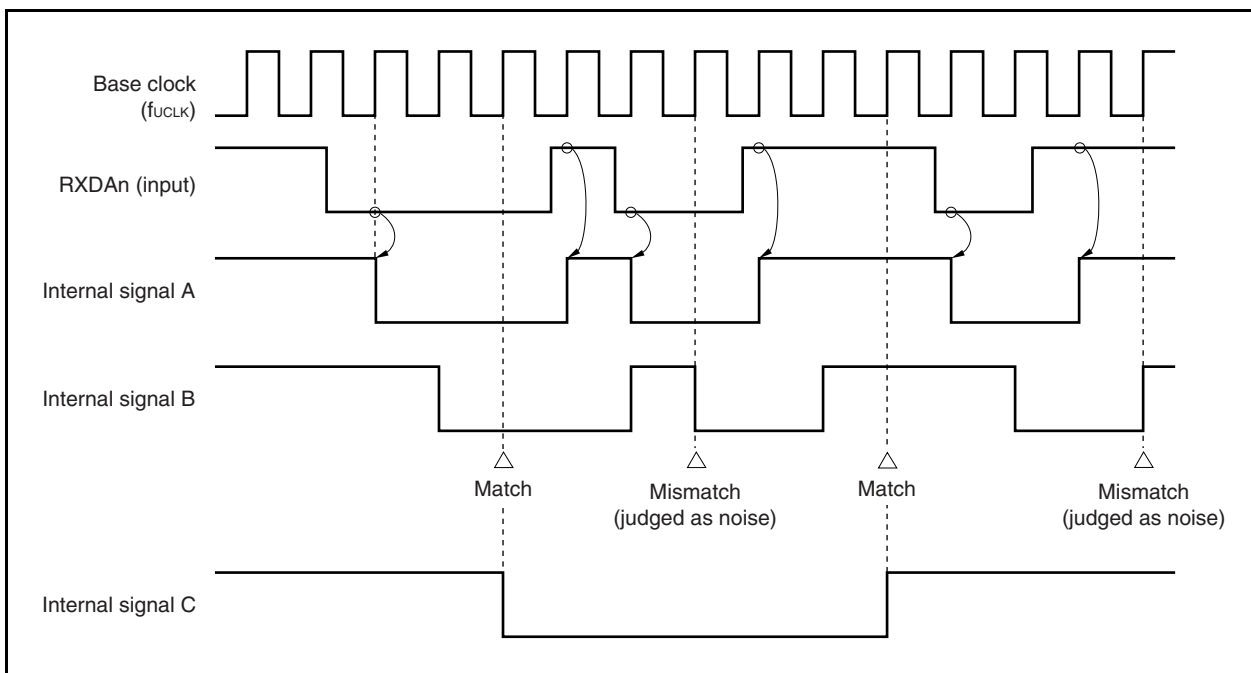 Base clock
(fUCLK)
RXDAn (input)
Internal signal A
Internal signal B
Match
Mismatch
(judged as noise)
Match
Mismatch
(judged as noise)
Internal signal C